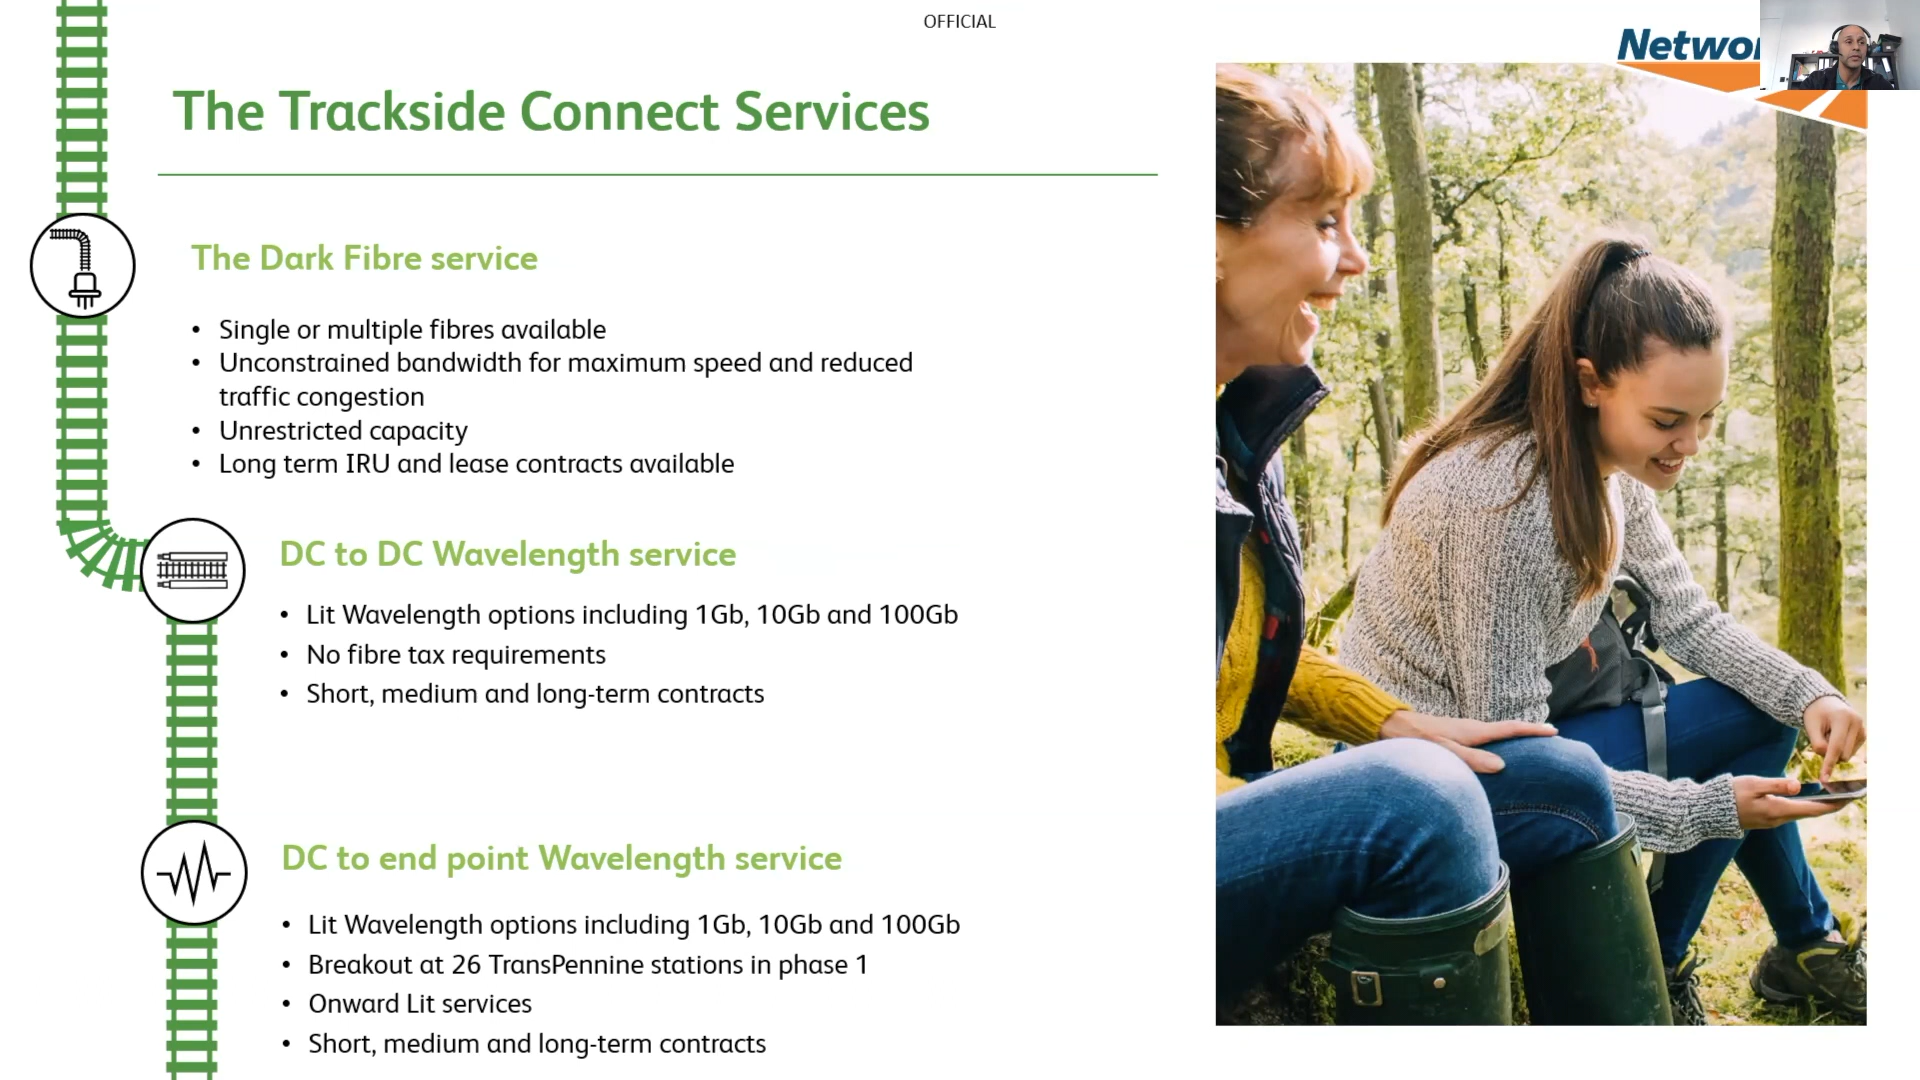 OFFICIAL
The Trackside Connect Services
The Dark Fibre service
• Single or multiple fibres available
• Unconstrained bandwidth for maximum speed and reduced
traffic congestion
• Unrestricted capacity
• Long term IRU and lease contracts available
DC to DC Wavelength service
• Lit Wavelength options including 1Gb, 10Gb and 100Gb
• No fibre tax requirements
• Short, medium and long-term contracts
DC to end point Wavelength service
• Lit Wavelength options including 1Gb, 10Gb and 100Gb
• Breakout at 26 TransPennine stations in phase 1
• Onward Lit services
• Short, medium and long-term contracts